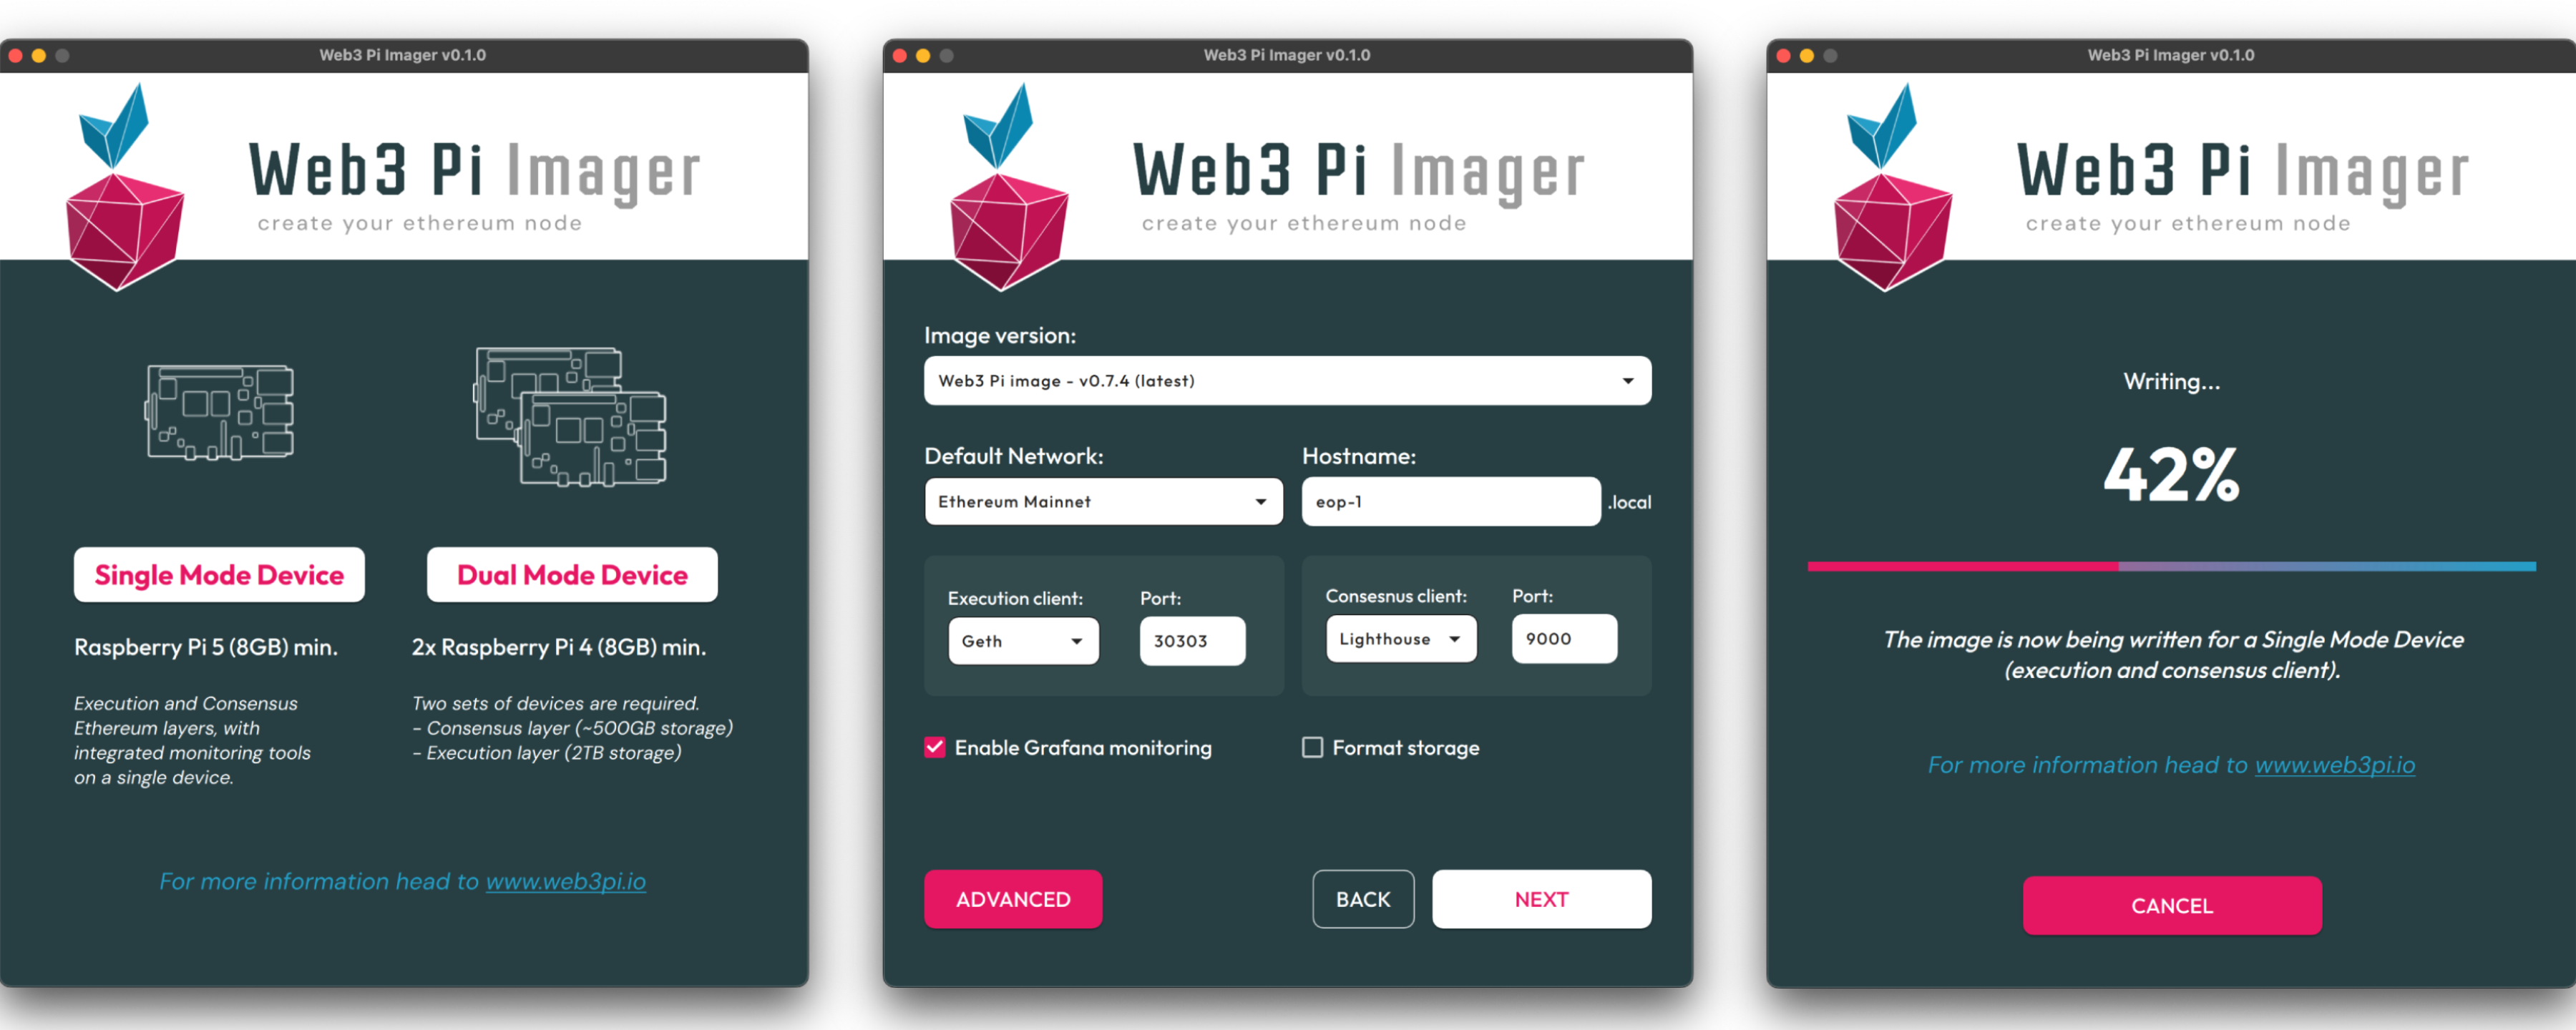 Web3 Pi Imager v0.1.0
Web3 Pi Imager
create your ethereum node
Single Mode Device
Raspberry Pi 5 (8GB) min.
Execution and Consensus
Ethereum layers, with
integrated monitoring tools
on a single device.
Dual Mode Device
2x Raspberry Pi 4 (8GB) min.
Two sets of devices are required.
- Consensus layer (~500GB storage)
- Execution layer (2TB storage)
For more information head to www.web3pi.io
Web3 Pi Imager v0.1.0
Web3 Pi Imager
create your ethereum node
Image version:
Web3 Pi image - v0.7.4 (latest)
Default Network:
Ethereum Mainnet
Hostname:
eop-1
.local
Execution client:
Geth
Port:
30303
Consesnus client:
Lighthouse
Port:
9000
Enable Grafana monitoring
Format storage
ADVANCED
BACK
NEXT
Web3 Pi Imager v0.1.0
Web3 Pi Imager
create your ethereum node
Writing...
42%
The image is now being written for a Single Mode Device
(execution and consensus client).
For more information head to www.web3pi.io
CANCEL